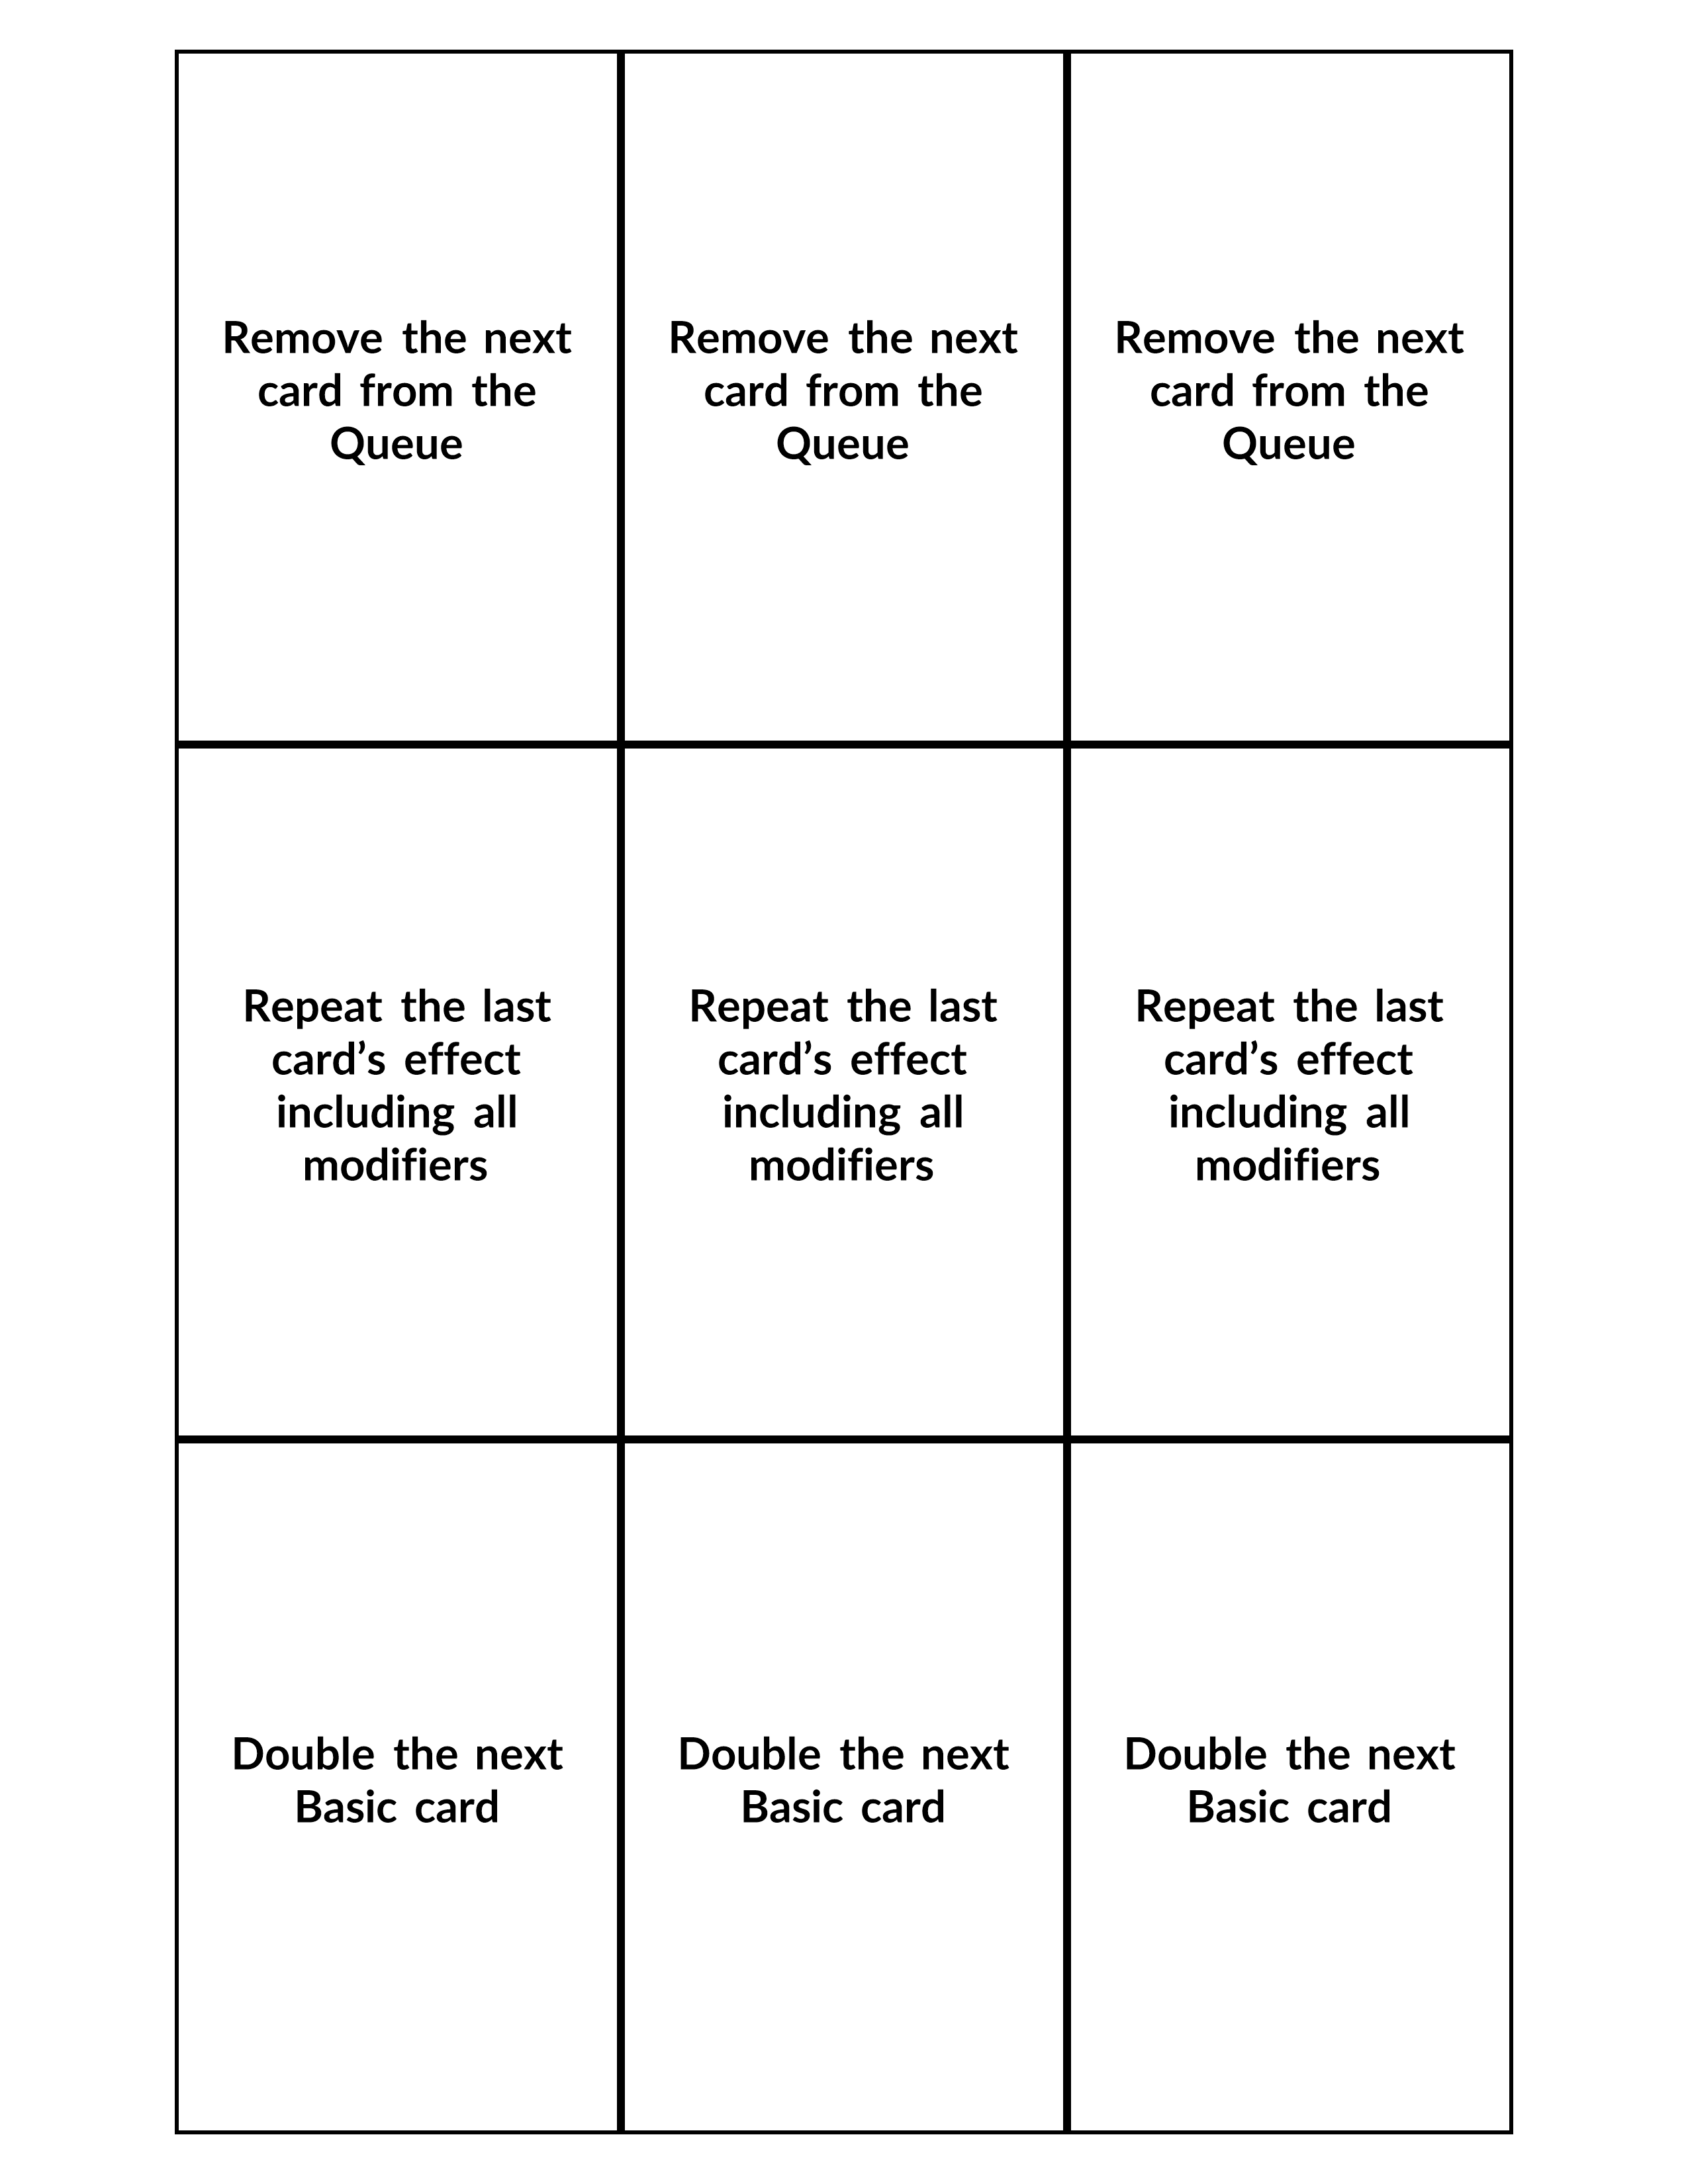 Remove the next
card from the
Queue
Remove the next
card from the
Queue
Remove the next
card from the
Queue
Repeat the last
card’s effect
including all
modifiers
Repeat the last
card’s effect
including all
modifiers
Repeat the last
card’s effect
including all
modifiers
Double the next
Basic card
Double the next
Basic card
Double the next
Basic card